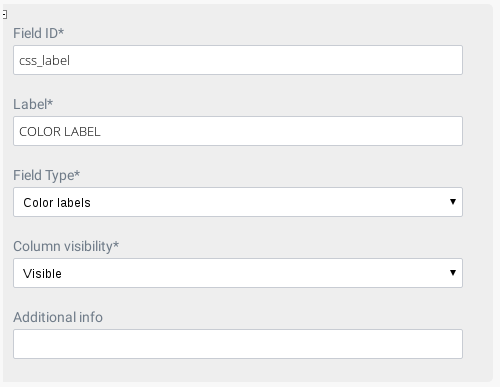 Field ID*
css_label
Label*
COLOR LABEL
Field Type*
Color labels
Column visibility*
Visible
Additional info